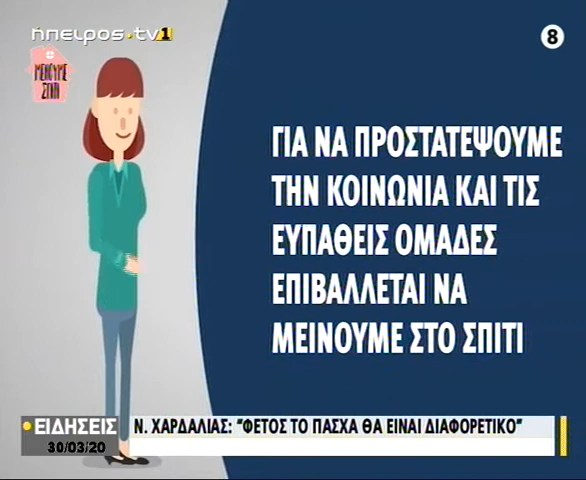 ήπειρος.tv1
8
ΜΕΝΟΥΜΕ
ΣΠΙΤΙ
ΓΙΑ ΝΑ ΠΡΟΣΤΑΤΕΨΟΥΜΕ
ΤΗΝ ΚΟΙΝΩΝΙΑ ΚΑΙ ΤΙΣ
ΕΥΠΑΘΕΙΣ ΟΜΑΔΕΣ
ΕΠΙΒΑΛΛΕΤΑΙ ΝΑ
ΜΕΙΝΟΥΜΕ ΣΤΟ ΣΠΙΤΙ
ΕΙΔΗΣΕΙΣ
30/03/20
Ν. ΧΑΡΔΑΛΙΑΣ: "ΦΕΤΟΣ ΤΟ ΠΑΣΧΑ ΘΑ ΕΙΝΑΙ ΔΙΑΦΟΡΕΤΙΚΟ"